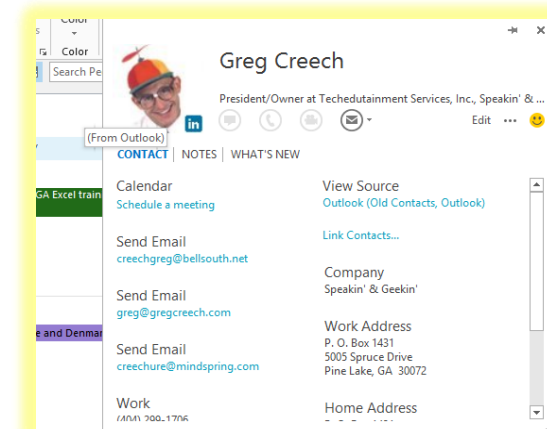 Color
s
Color
Search Pe
Greg Creech
President/Owner at Techedutainment Services, Inc., Speakin' & ...
in
Edit
(From Outlook)
CONTACT | NOTES | WHAT'S NEW
GA Excel train
e and Denmar
Calendar
Schedule a meeting
Send Email
creechgreg@bellsouth.net
Send Email
greg@gregcreech.com
Send Email
creechure@mindspring.com
Work
(404) 299-1706
View Source
Outlook (Old Contacts, Outlook)
Link Contacts...
Company
Speakin' & Geekin'
Work Address
P. O. Box 1431
5005 Spruce Drive
Pine Lake, GA 30072
Home Address